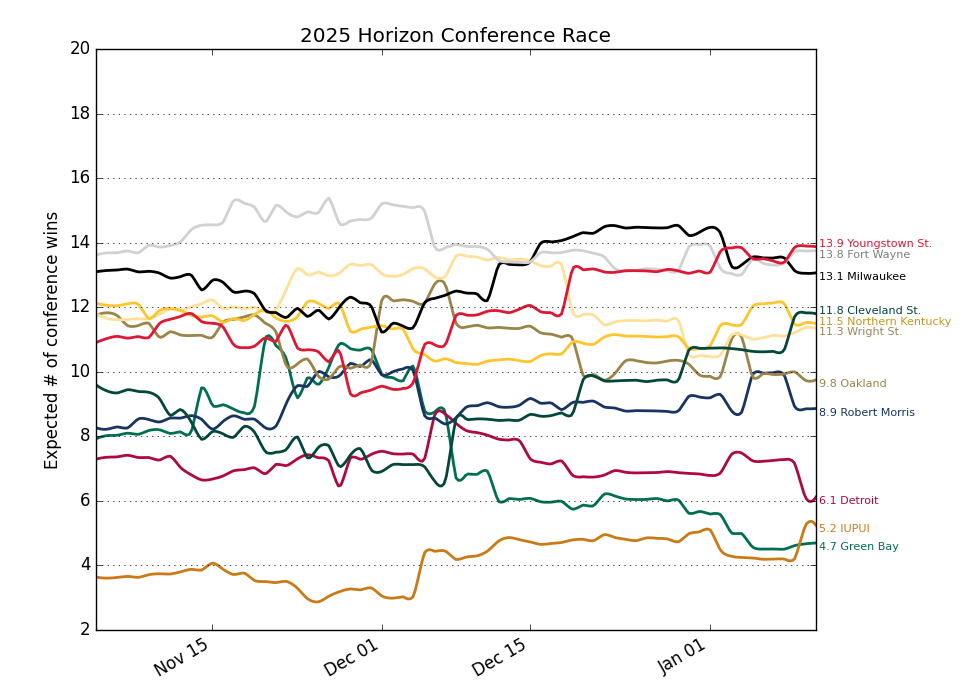 2025 Horizon Conference Race
Expected # of conference wins
20
18
16
14
12
10
8
6
4
2
Nov 15
Dec 01
Dec 15
Jan 01
13.9 Youngstown St.
13.8 Fort Wayne
13.1 Milwaukee
11.8 Cleveland St.
11.5 Northern Kentucky
11.3 Wright St.
9.8 Oakland
8.9 Robert Morris
6.1 Detroit
5.2 IUPUI
4.7 Green Bay